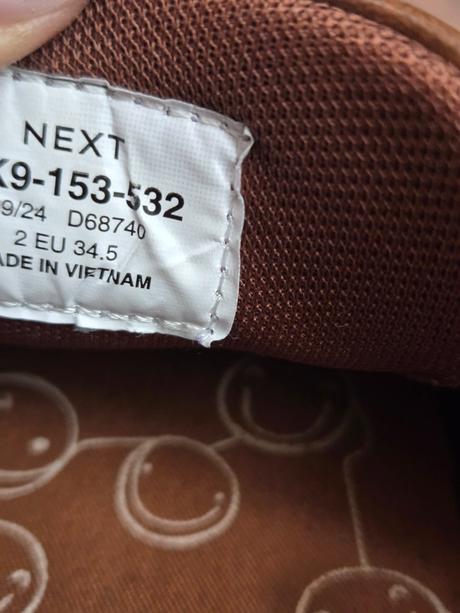 NEXT
K9-153-532
9/24 D68740
2 EU 34.5
ADE IN VIETNAM